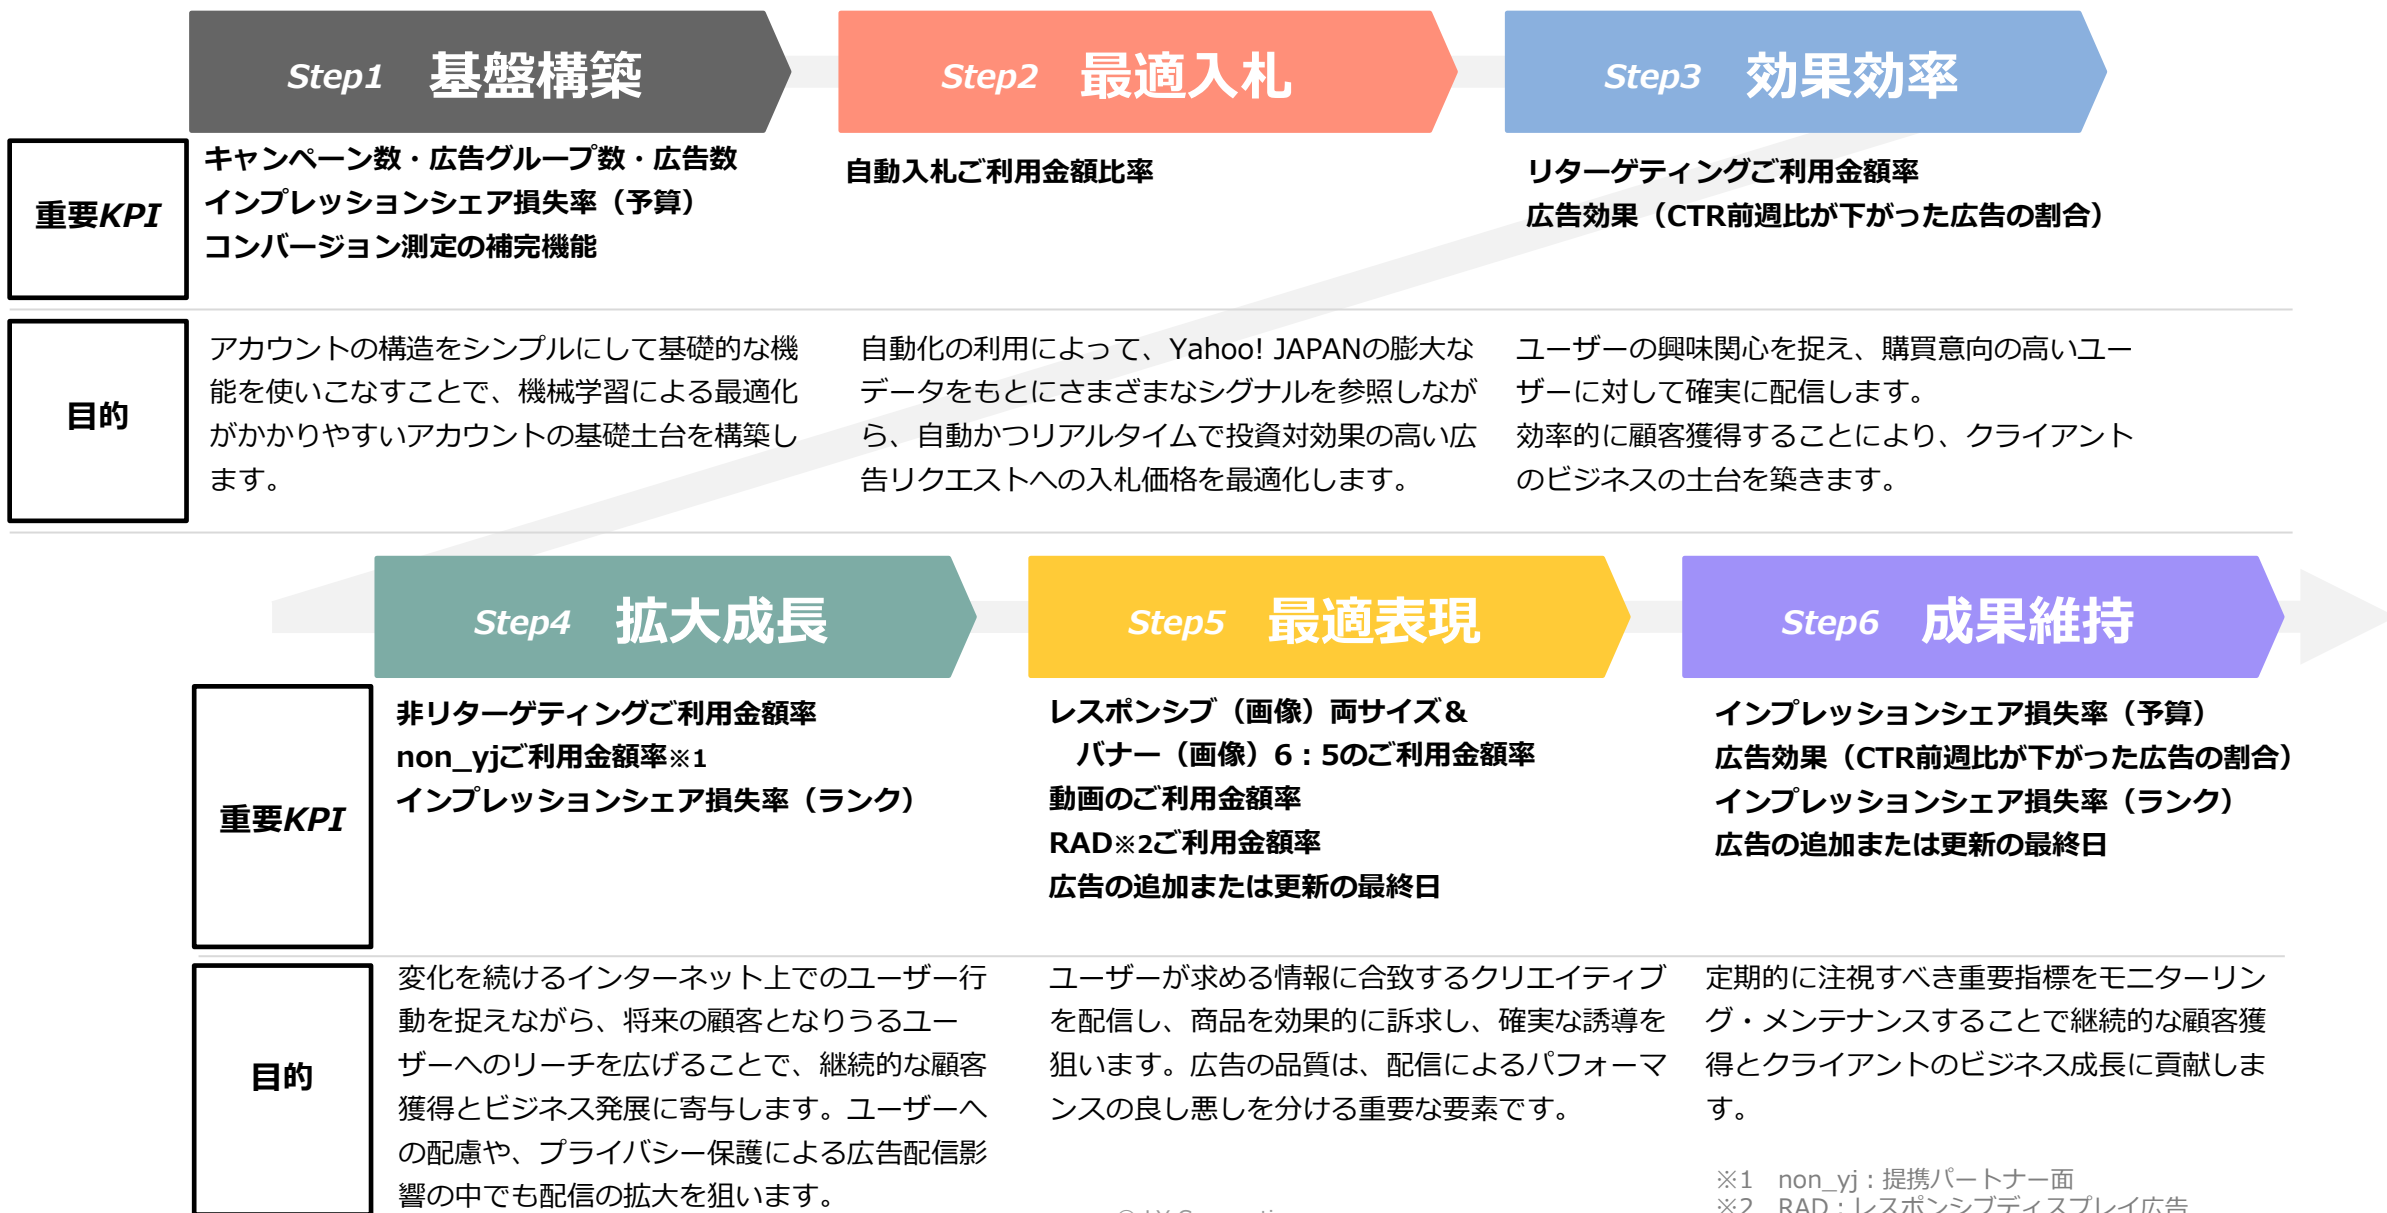 Step1 基盤構築
Step2 最適入札
Step3 効果効率
重要KPI
キャンペーン数・広告グループ数・広告数
インプレッションシェア損失率（予算）
コンバージョン測定の補完機能
自動入札ご利用金額比率
リターゲティングご利用金額率
広告効果（CTR前週比が下がった広告の割合）
目的
アカウントの構造をシンプルにして基礎的な機
能を使いこなすことで、機械学習による最適化
がかかりやすいアカウントの基礎土台を構築し
ます。
自動化の利用によって、Yahoo! JAPANの膨大な
データをもとにさまざまなシグナルを参照しなが
ら、自動かつリアルタイムで投資対効果の高い広
告リクエストへの入札価格を最適化します。
ユーザーの興味関心を捉え、購買意向の高いユー
ザーに対して確実に配信します。
効率的に顧客獲得することにより、クライアント
のビジネスの土台を築きます。
Step4 拡大成長
Step5 最適表現
Step6 成果維持
重要KPI
非リターゲティングご利用金額率
non_yjご利用金額率※1
インプレッションシェア損失率（ランク）
レスポンシブ（画像）両サイズ＆
バナー（画像）6：5のご利用金額率
動画のご利用金額率
RAD※2ご利用金額率
広告の追加または更新の最終日
インプレッションシェア損失率（予算）
広告効果（CTR前週比が下がった広告の割合）
インプレッションシェア損失率（ランク）
広告の追加または更新の最終日
目的
変化を続けるインターネット上でのユーザー行
動を捉えながら、将来の顧客となりうるユー
ザーへのリーチを広げることで、継続的な顧客
獲得とビジネス発展に寄与します。ユーザーへ
の配慮や、プライバシー保護による広告配信影
響の中でも配信の拡大を狙います。
ユーザーが求める情報に合致するクリエイティブ
を配信し、商品を効果的に訴求し、確実な誘導を
狙います。広告の品質は、配信によるパフォーマ
ンスの良し悪しを分ける重要な要素です。
定期的に注視すべき重要指標をモニターリン
グ・メンテナンスすることで継続的な顧客獲
得とクライアントのビジネス成長に貢献しま
す。
※1 non_yj：提携パートナー面
※2 RAD：レスポンシブディスプレイ広告